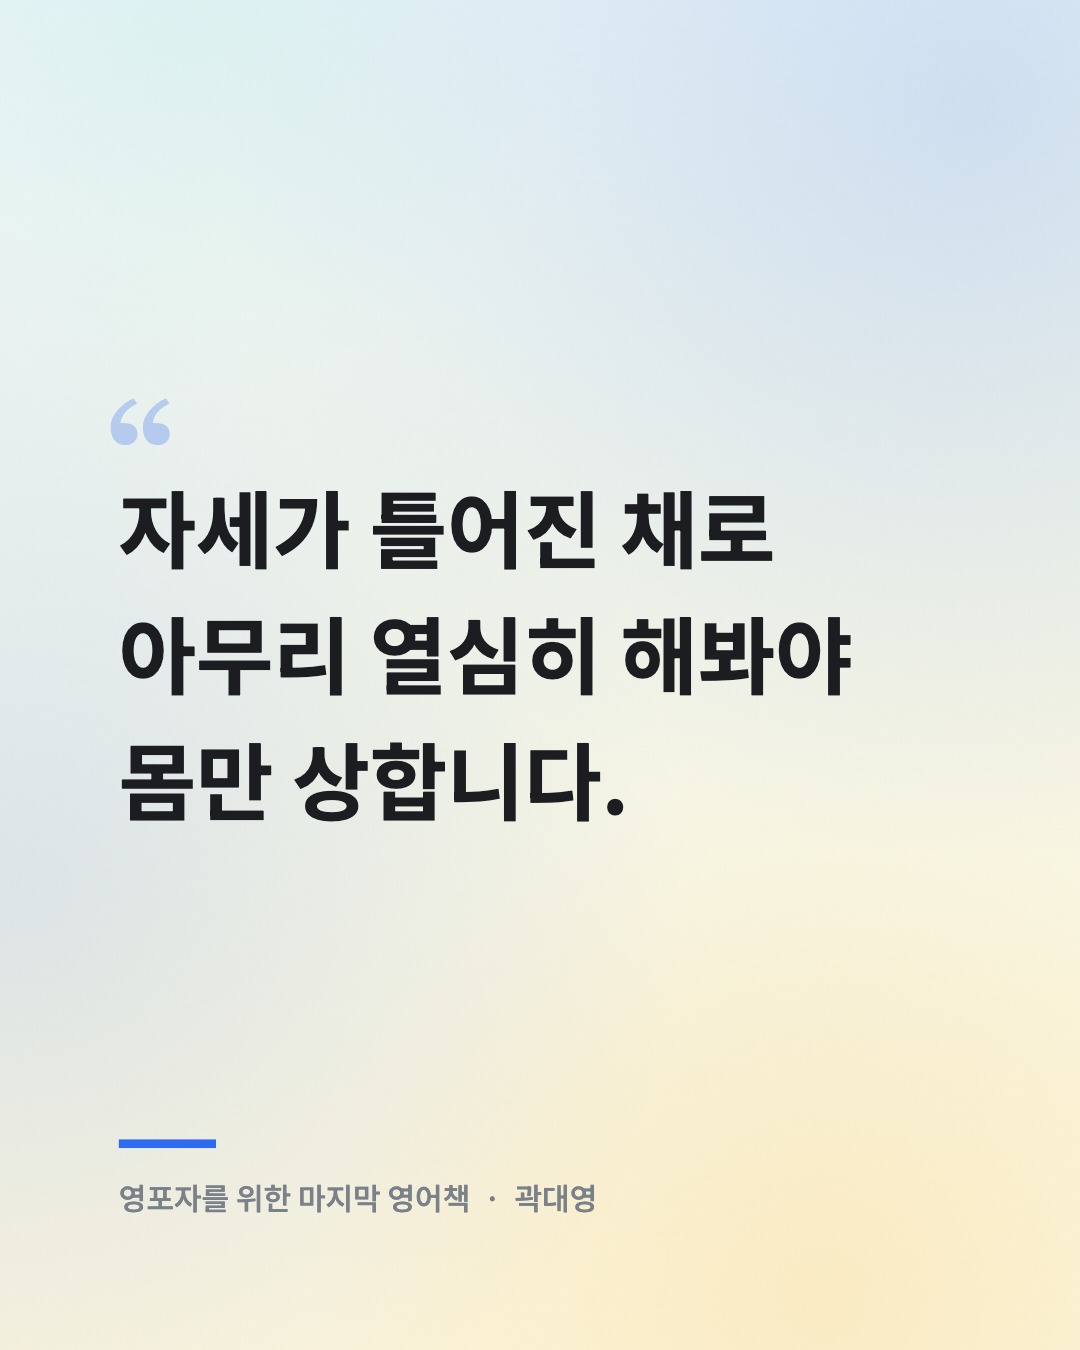 “
자세가 틀어진 채로
아무리 열심히 해봐야
몸만 상합니다.
영포자를 위한 마지막 영어책 · 곽대영